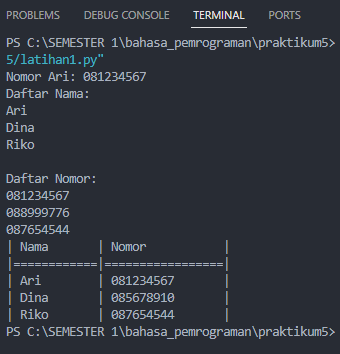 PROBLEMS DEBUG CONSOLE TERMINAL PORTS
PS C:\SEMESTER 1\bahasa_pemrograman\praktikum5>
5/latihan1.py"
Nomor Ari: 081234567
Daftar Nama:
Ari
Dina
Riko
Daftar Nomor:
081234567
088999776
087654544
| Nama | Nomor |
|============|=================|
| Ari | 081234567 |
| Dina | 085678910 |
| Riko | 087654544 |
PS C:\SEMESTER 1\bahasa_pemrograman\praktikum5>